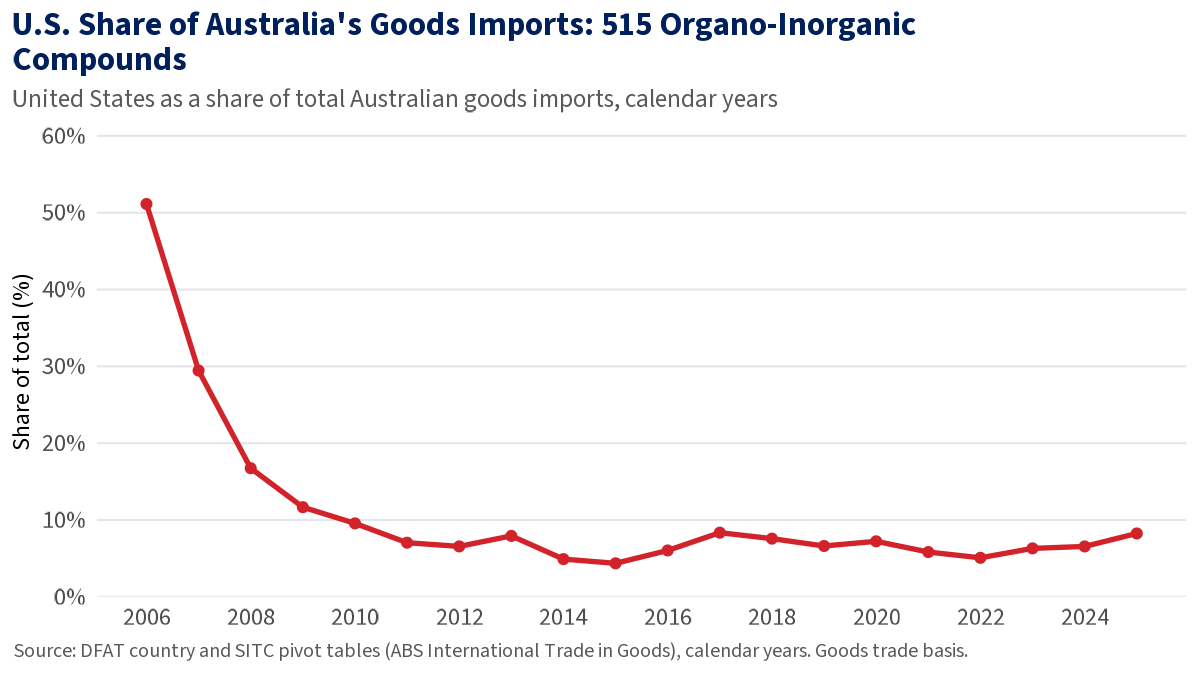 U.S. Share of Australia's Goods Imports: 515 Organo-Inorganic
Compounds
United States as a share of total Australian goods imports, calendar years
60%
50%
40%
30%
20%
10%
0%
Share of total (%)
2006 2008 2010 2012 2014 2016 2018 2020 2022 2024
Source: DFAT country and SITC pivot tables (ABS International Trade in Goods), calendar years. Goods trade basis.